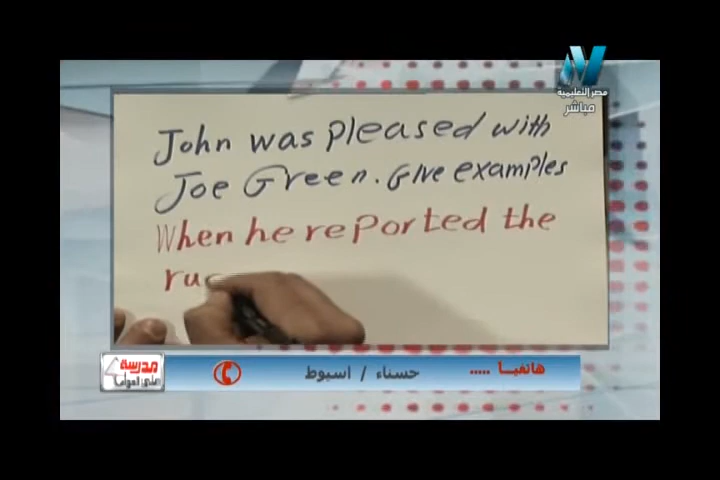 مصر التعليمية
مباشر
John was pleased with
Joe Green. Give examples
When he reported the
ru
هاتفيا .....
حسناء / اسيوط
مدرسة
على الهواء